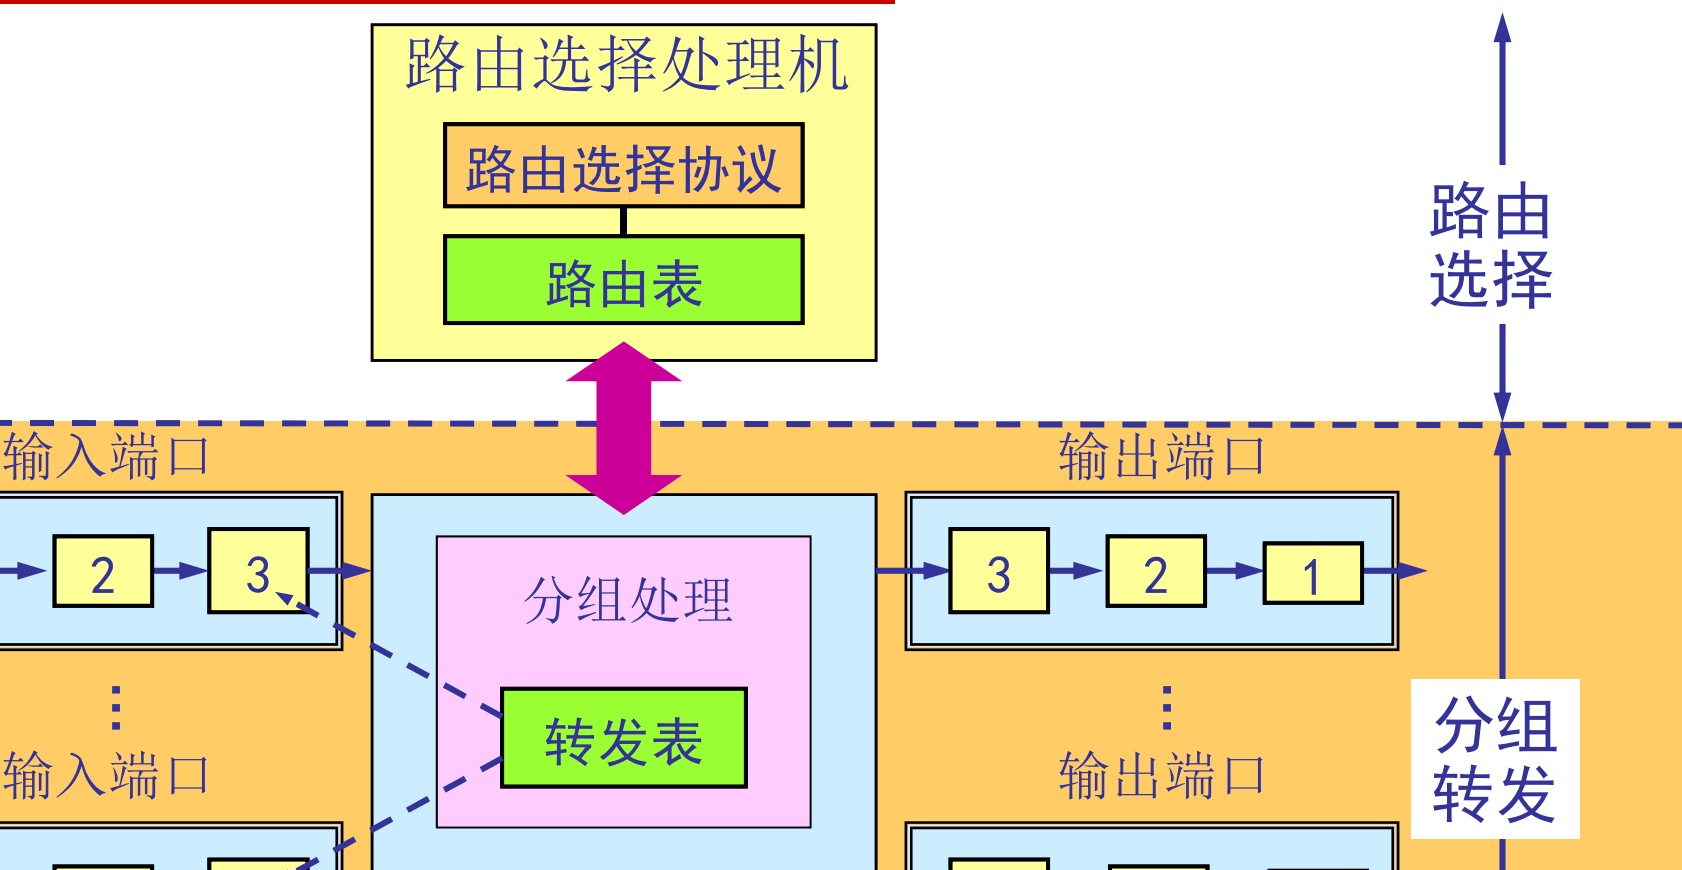 路由选择处理机
路由选择协议
路由表
路由
选择
输入端口
输出端口
2
3
3
2
1
分组处理
转发表
分组
转发
输入端口
输出端口